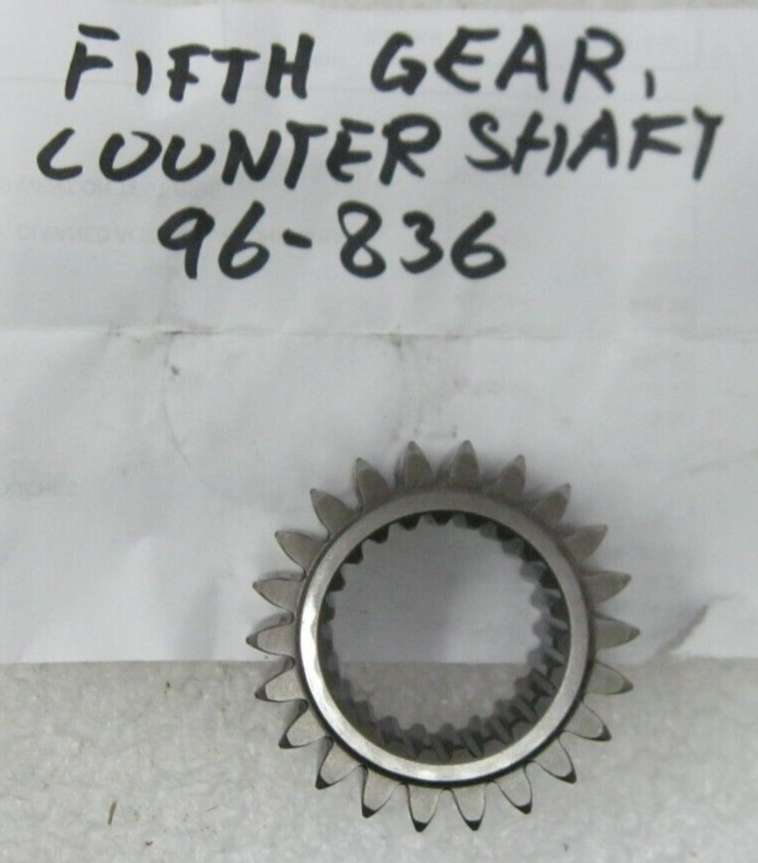 FIFTH GEAR,
COUNTER SHAFT
96-836